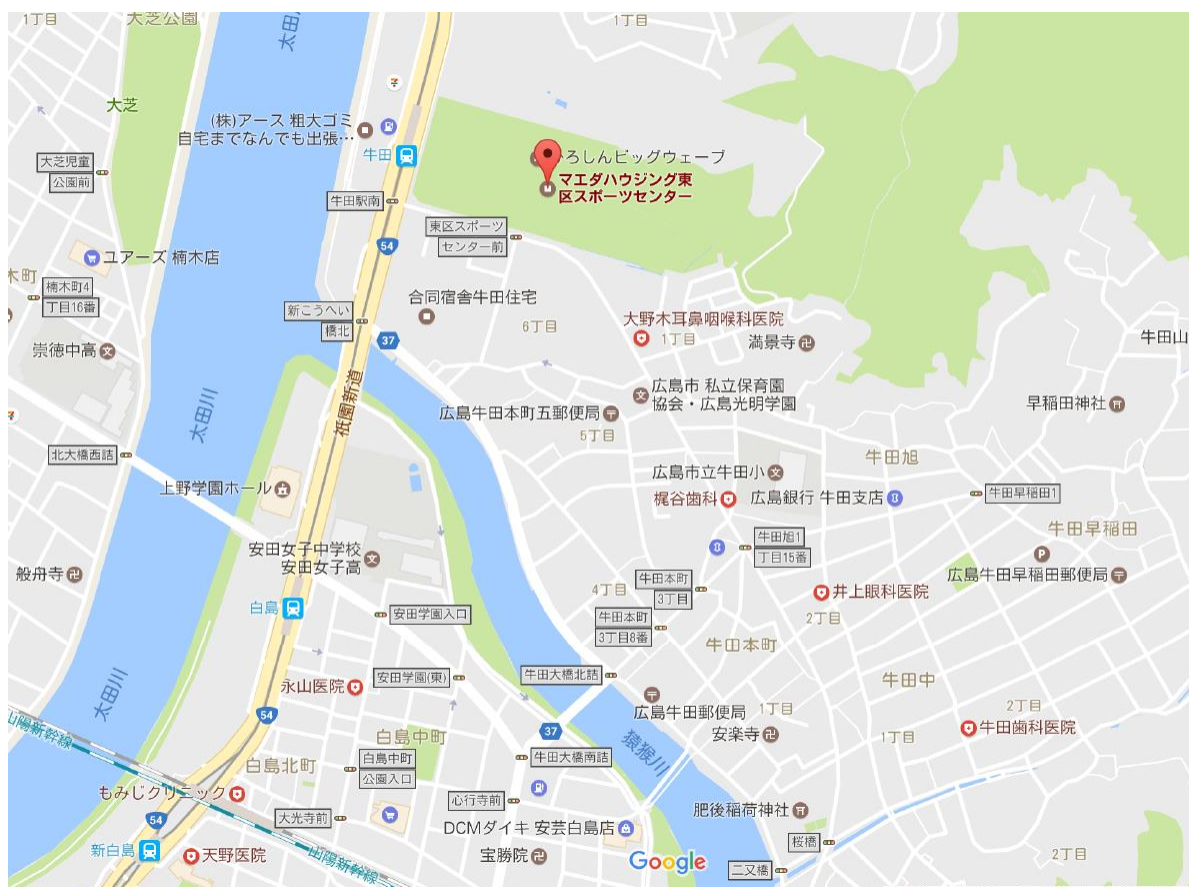 1丁目
大芝公園
太田川
1丁目
大芝
(株)アース 粗大ゴミ
自宅までなんでも出張…
牛田
ろしんビッグウェーブ
マエダハウジング東
区スポーツセンター
大芝児童
公園前
牛田駅南
東区スポーツ
センター前
54
ユアーズ 楠木店
木町
楠木町4
丁目16番
合同宿舎牛田住宅
新こうへい
橋北
6丁目
大野木耳鼻咽喉科医院
1丁目
満景寺
牛田山
崇徳中高
37
祇園新道
広島市 私立保育園
協会・広島光明学園
広島牛田本町五郵便局
早稲田神社
太田川
5丁目
北大橋西詰
牛田旭
広島市立牛田小
上野学園ホール
梶谷歯科
広島銀行 牛田支店
牛田早稲田1
牛田早稲田
牛田旭1
丁目15番
安田女子中学校
安田女子高
般舟寺
P
広島牛田早稲田郵便局
4丁目
牛田本町
3丁目
井上眼科医院
白島
安田学園入口
牛田本町
3丁目8番
2丁目
牛田本町
太田川
永山医院
安田学園(東)
牛田大橋北詰
牛田中
広島牛田郵便局
1丁目
2丁目
54
山陽新幹線
37
安楽寺
牛田歯科医院
白島中町
猿猴川
1丁目
白島北町
白島中町
公園入口
牛田大橋南詰
もみじクリニック
心行寺前
肥後稲荷神社
54
大光寺前
DCMダイキ 安芸白島店
桜橋
新白島
天野医院
山陽新幹線
宝勝院
Google
二又橋
2丁目